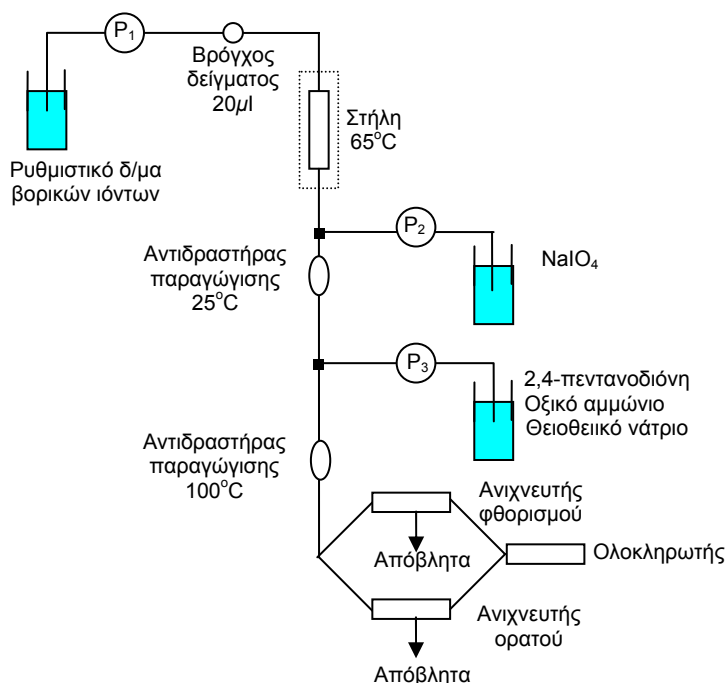 P1
Βρόγχος
δείγματος
20μl
Στήλη
65°C
Ρυθμιστικό δ/μα
βορικών ιόντων
P2
NaIO4
Αντιδραστήρας
παραγώγισης
25°C
P3
2,4-πεντανοδιόνη
Οξικό αμμώνιο
Θειοθειικό νάτριο
Αντιδραστήρας
παραγώγισης
100°C
Ανιχνευτής
φθορισμού
Απόβλητα
Ολοκληρωτής
Ανιχνευτής
ορατού
Απόβλητα